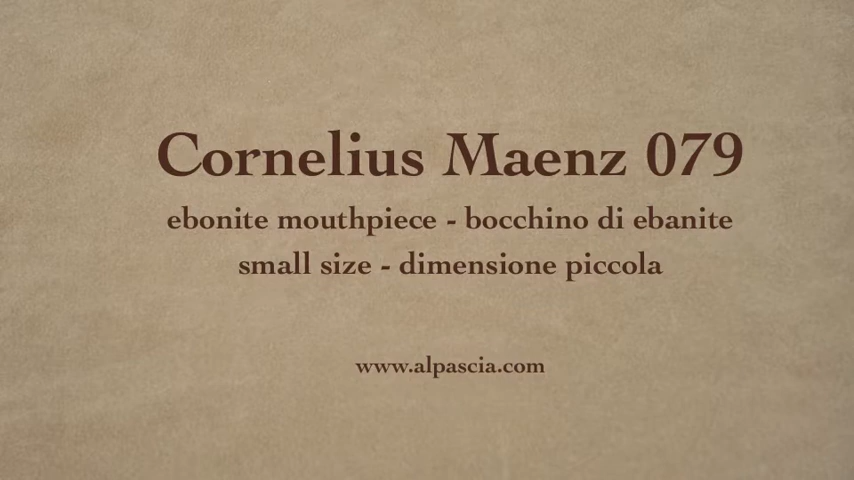 Cornelius Maenz 079
ebonite mouthpiece - bocchino di ebanite
small size - dimensione piccola
www.alpascia.com